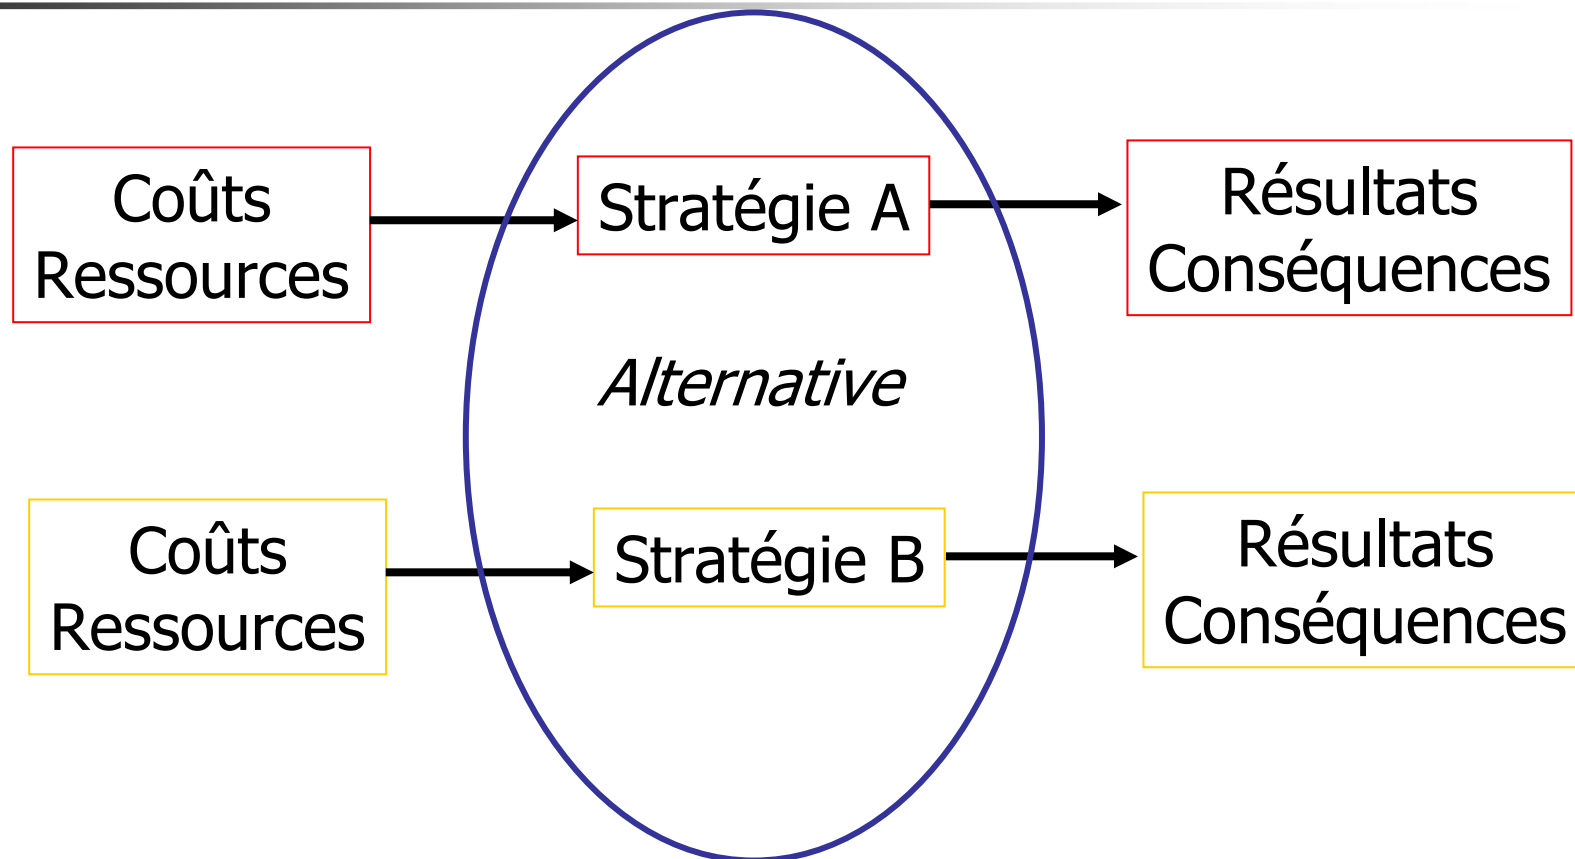 Coûts
Ressources
Stratégie A
Résultats
Conséquences
Alternative
Coûts
Ressources
Stratégie B
Résultats
Conséquences